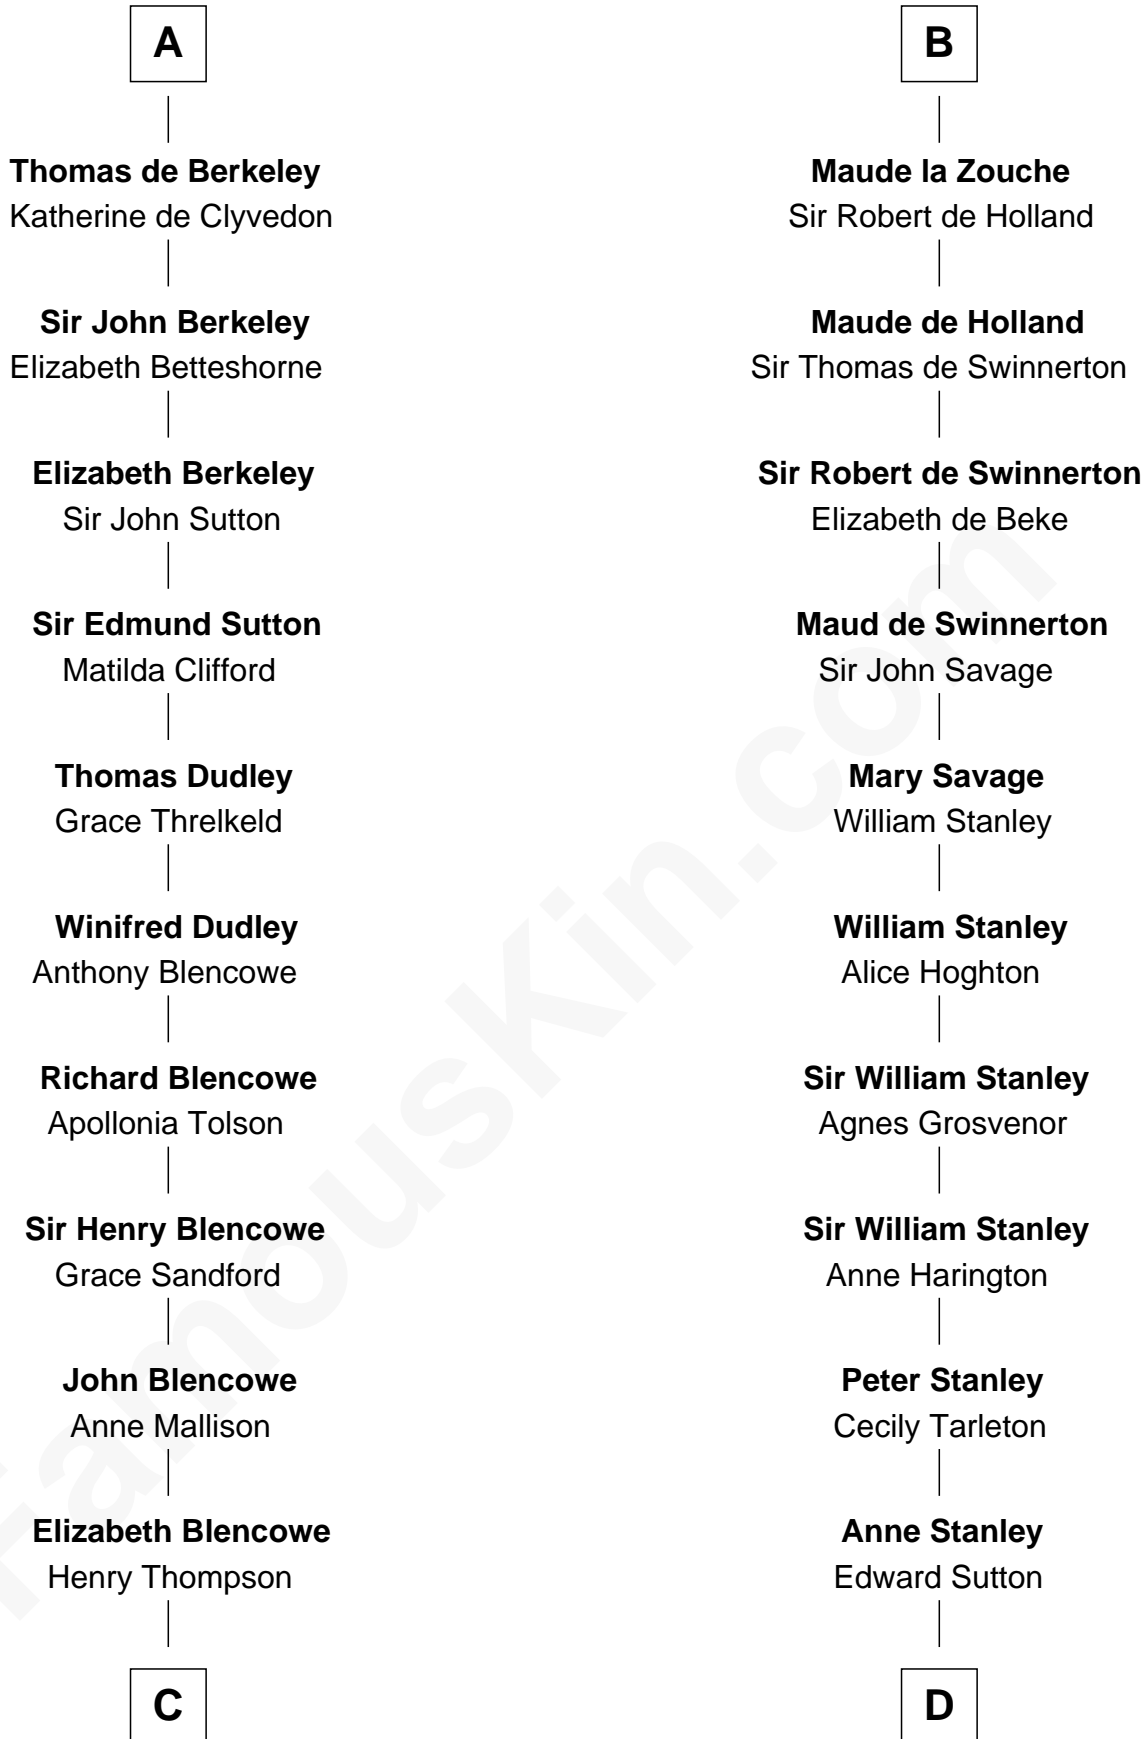 A
Thomas de Berkeley
Katherine de Clyvedon
Sir John Berkeley
Elizabeth Betteshorne
Elizabeth Berkeley
Sir John Sutton
Sir Edmund Sutton
Matilda Clifford
Thomas Dudley
Grace Threlkeld
Winifred Dudley
Anthony Blencowe
Richard Blencowe
Apollonia Tolson
Sir Henry Blencowe
Grace Sandford
John Blencowe
Anne Mallison
Elizabeth Blencowe
Henry Thompson
C
B
Maude la Zouche
Sir Robert de Holland
Maude de Holland
Sir Thomas de Swinnerton
Sir Robert de Swinnerton
Elizabeth de Beke
Maud de Swinnerton
Sir John Savage
Mary Savage
William Stanley
William Stanley
Alice Hoghton
Sir William Stanley
Agnes Grosvenor
Sir William Stanley
Anne Harington
Peter Stanley
Cecily Tarleton
Anne Stanley
Edward Sutton
D
FamousKin.com